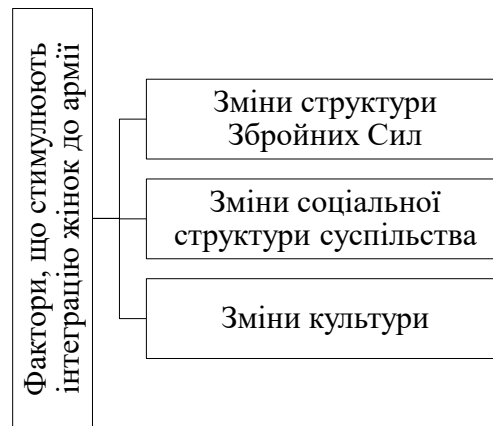 Фактори, що стимулюють
інтеграцію жінок до армії
Зміни структури
Збройних Сил
Зміни соціальної
структури суспільства
Зміни культури